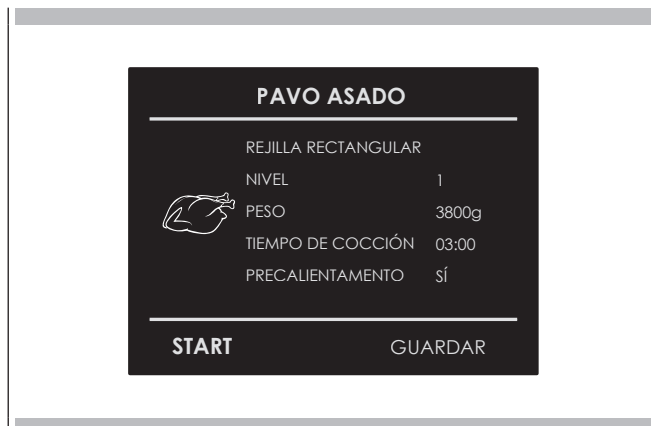 PAVO ASADO
REJILLA RECTANGULAR
NIVEL 1
PESO 3800g
TIEMPO DE COCCIÓN 03:00
PRECALIENTAMENTO SÍ
START GUARDAR